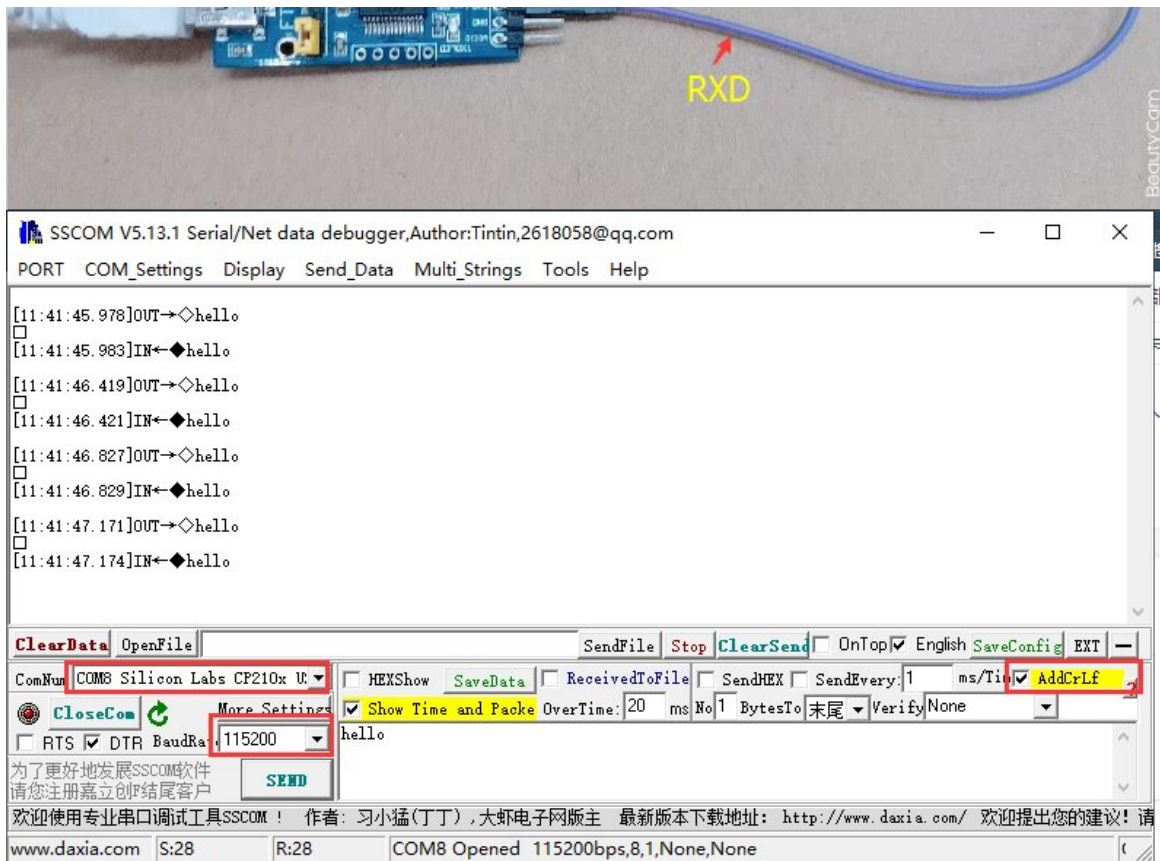 RXD
BeautyCam
SSCOM V5.13.1 Serial/Net data debugger,Author:Tintin,2618058@qq.com
PORT COM_Settings Display Send_Data Multi_Strings Tools Help
[11:41:45.978]OUT→◇hello
□
[11:41:45.983]IN←◆hello
[11:41:46.419]OUT→◇hello
□
[11:41:46.421]IN←◆hello
[11:41:46.827]OUT→◇hello
□
[11:41:46.829]IN←◆hello
[11:41:47.171]OUT→◇hello
□
[11:41:47.174]IN←◆hello
ClearData OpenFile SendFile Stop ClearSend OnTop English SaveConfig EXT —
ComNum COM8 Silicon Labs CP210x U HEXShow SaveData ReceivedToFile SendHEX SendEvery: 1 ms/Tim AddCrLf
CloseCom More Settings Show Time and Packe OverTime: 20 ms No 1 BytesTo 末尾 Verify None
RTS DTR BaudRat 115200 hello
为了更好地发展SSCOM软件
请您注册嘉立创F结尾客户 SEND
欢迎使用专业串口调试工具SSCOM ! 作者: 习小猛(丁丁),大虾电子网版主 最新版本下载地址: http://www.daxia.com/ 欢迎提出您的建议! 请
www.daxia.com S:28 R:28 COM8 Opened 115200bps,8,1,None,None